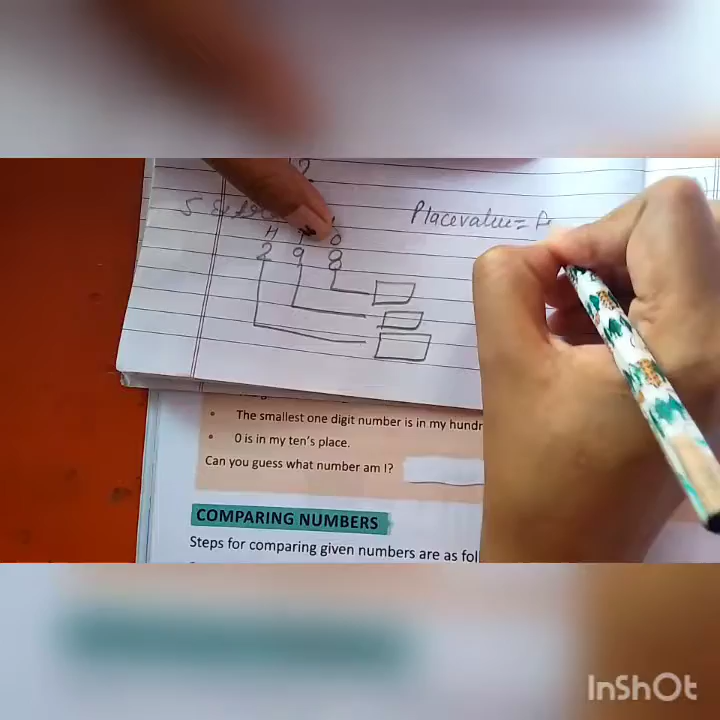 2
Placevalue = F
H T O
2 9 8
The smallest one digit number is in my hundr
0 is in my ten's place.
Can you guess what number am I?
COMPARING NUMBERS
Steps for comparing given numbers are as fol
InShOt